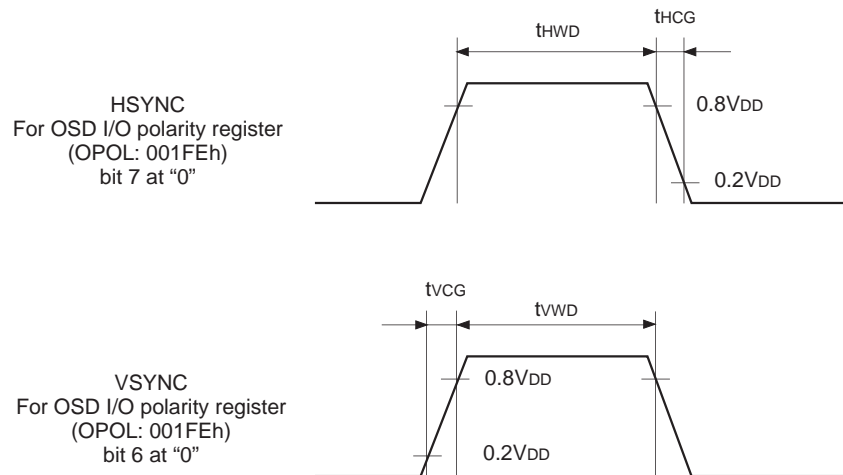 tHWD
tHCG
HSYNC
For OSD I/O polarity register
(OPOL: 001FEh)
bit 7 at “0”
0.8VDD
0.2VDD
tVCG
tVWD
VSYNC
For OSD I/O polarity register
(OPOL: 001FEh)
bit 6 at “0”
0.8VDD
0.2VDD